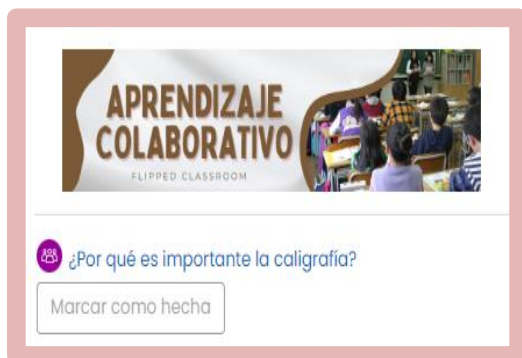 APRENDIZAJE
COLABORATIVO
FLIPPED CLASSROOM
¿Por qué es importante la caligrafía?
Marcar como hecha